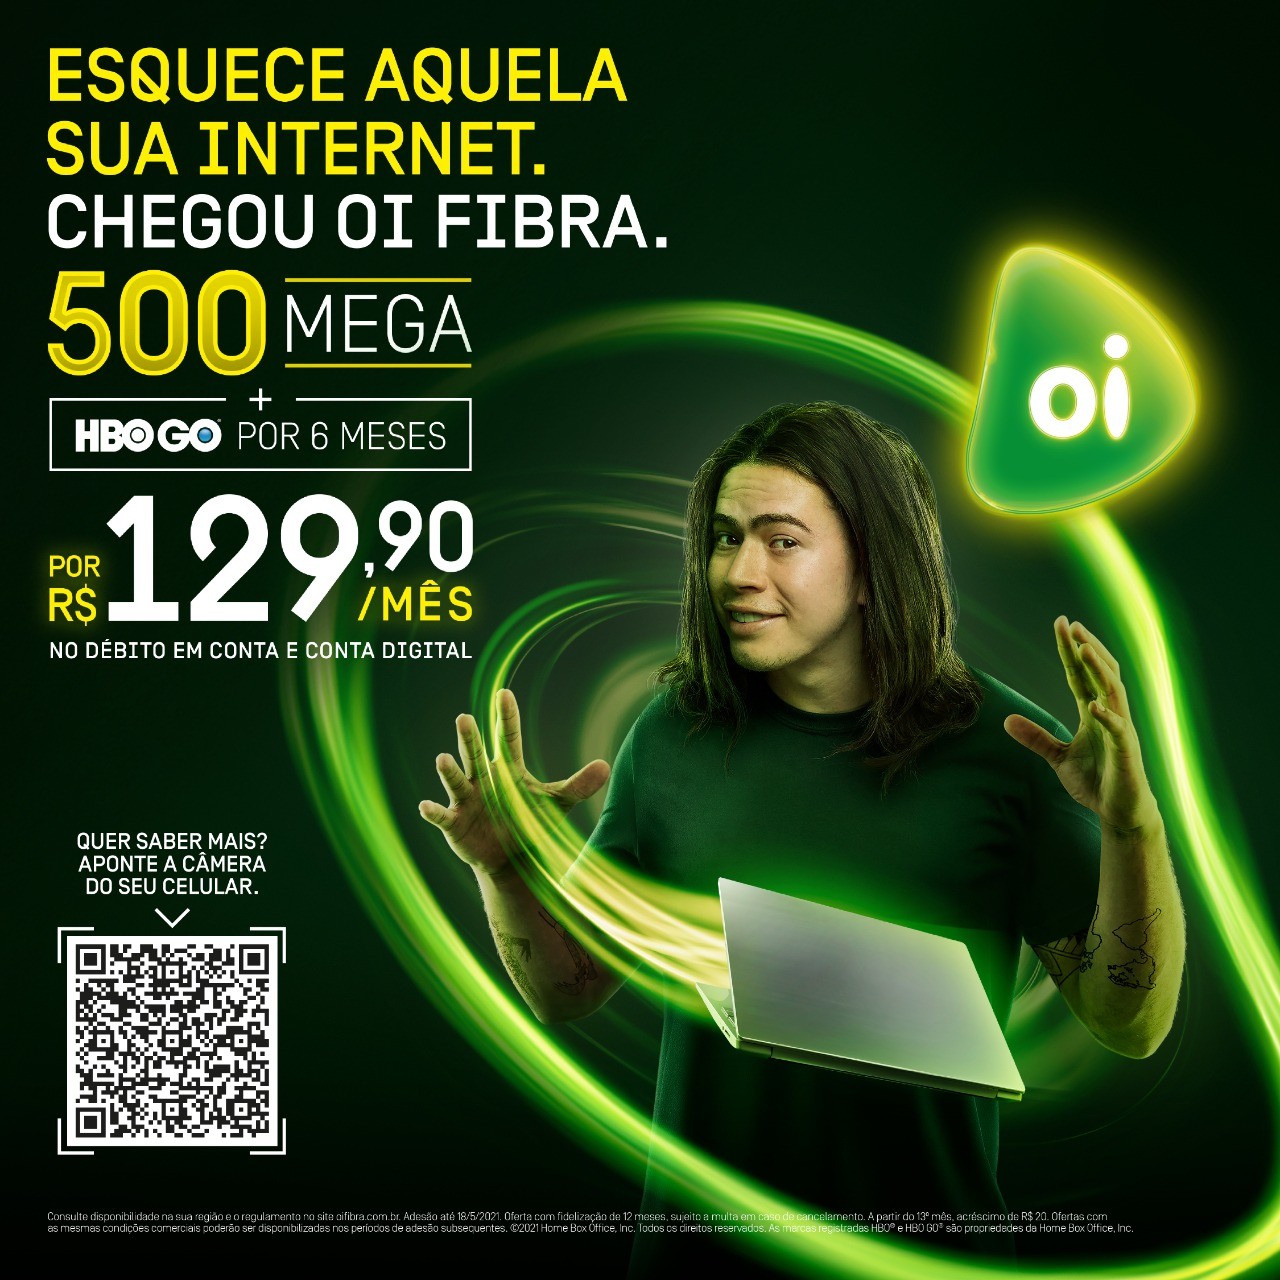 ESQUECE AQUELA
SUA INTERNET.
CHEGOU OI FIBRA.
500 MEGA
+
HBO GO® POR 6 MESES
POR
R$ 129,90
/MÊS
NO DÉBITO EM CONTA E CONTA DIGITAL
oi
QUER SABER MAIS?
APONTE A CÂMERA
DO SEU CELULAR.
Consulte disponibilidade na sua região e o regulamento no site oifibra.com.br. Adesão até 18/5/2021. Oferta com fidelização de 12 meses, sujeito a multa em caso de cancelamento. A partir do 13º mês, acréscimo de R$ 20. Ofertas com
as mesmas condições comerciais poderão ser disponibilizadas nos períodos de adesão subsequentes. ©2021 Home Box Office, Inc. Todos os direitos reservados. As marcas registradas HBO® e HBO GO® são propriedades da Home Box Office, Inc.